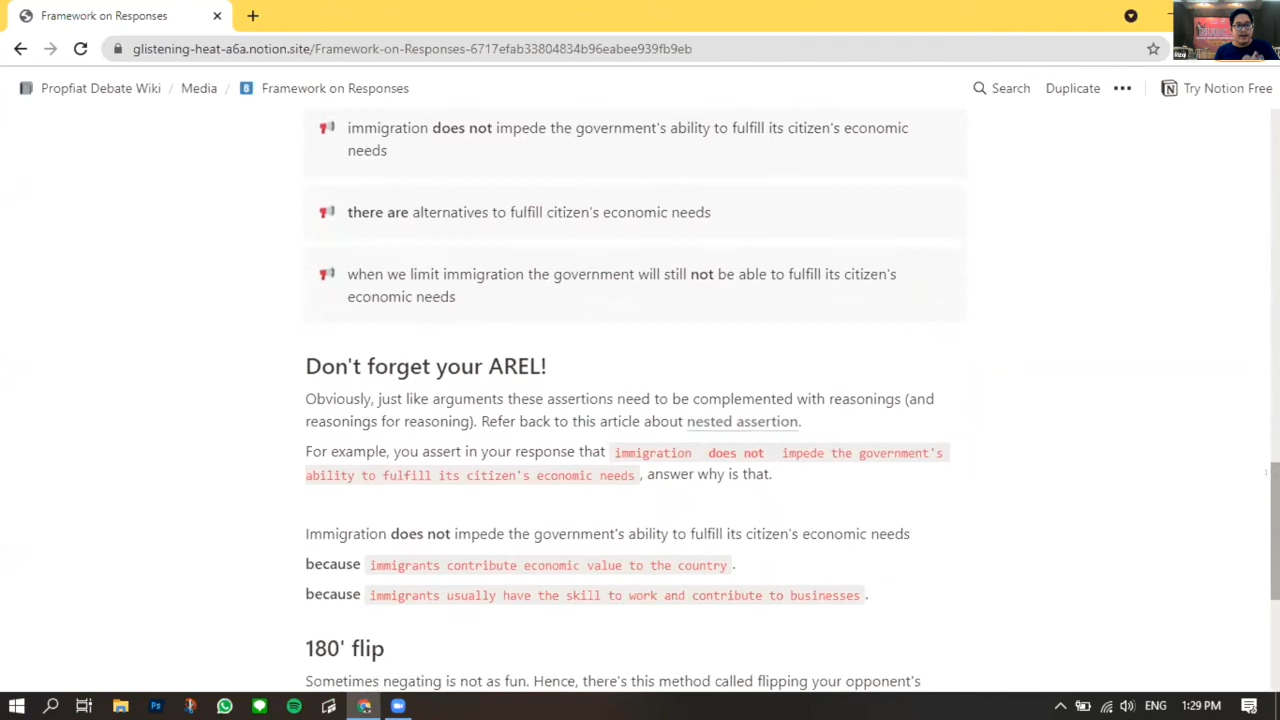 Framework on Responses
glistening-heat-a6a.notion.site/Framework-on-Responses-6717efab33804834b96eabee939fb9eb
Propfiat Debate Wiki / Media / 8 Framework on Responses
Search Duplicate ••• Try Notion Free
immigration does not impede the government's ability to fulfill its citizen's economic
needs
there are alternatives to fulfill citizen's economic needs
when we limit immigration the government will still not be able to fulfill its citizen's
economic needs
Don't forget your AREL!
Obviously, just like arguments these assertions need to be complemented with reasonings (and
reasonings for reasoning). Refer back to this article about nested assertion.
For example, you assert in your response that immigration does not impede the government's
ability to fulfill its citizen's economic needs, answer why is that.
Immigration does not impede the government's ability to fulfill its citizen's economic needs
because immigrants contribute economic value to the country.
because immigrants usually have the skill to work and contribute to businesses.
180' flip
Sometimes negating is not as fun. Hence, there's this method called flipping your opponent's
ENG 1:29 PM